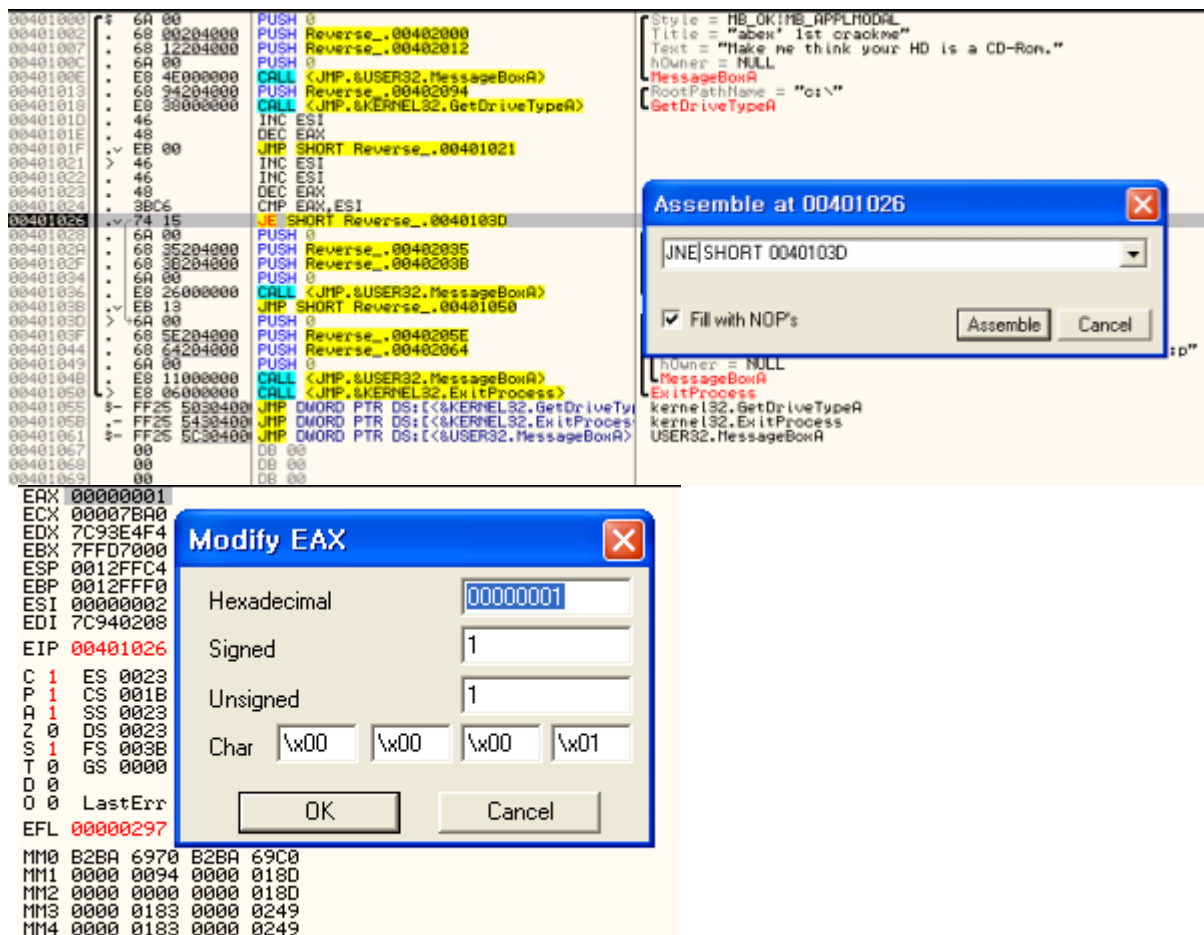 00401000 6A 00 PUSH 0 Style = MB_OK|MB_APPLMODAL
00401002 68 00204000 PUSH Reverse_.00402000 Title = "abex' 1st crackme"
00401007 68 12204000 PUSH Reverse_.00402012 Text = "Make me think your HD is a CD-Rom."
0040100C 6A 00 PUSH 0 hOwner = NULL
0040100E E8 4E000000 CALL <JMP.&USER32.MessageBoxA> MessageBoxA
00401013 68 94204000 PUSH Reverse_.00402094 RootPathName = "c:\"
00401018 E8 38000000 CALL <JMP.&KERNEL32.GetDriveTypeA> GetDriveTypeA
0040101D 46 INC ESI
0040101E 48 DEC EAX
0040101F EB 00 JMP SHORT Reverse_.00401021
00401021 46 INC ESI
00401022 46 INC ESI
00401023 48 DEC EAX
00401024 3BC6 CMP EAX,ESI
00401026 74 15 JE SHORT Reverse_.0040103D
00401028 6A 00 PUSH 0
0040102A 68 35204000 PUSH Reverse_.00402035
0040102F 68 3B204000 PUSH Reverse_.0040203B
00401034 6A 00 PUSH 0
00401036 E8 26000000 CALL <JMP.&USER32.MessageBoxA>
0040103B EB 13 JMP SHORT Reverse_.00401050
0040103D 6A 00 PUSH 0
0040103F 68 5E204000 PUSH Reverse_.0040205E
00401044 68 64204000 PUSH Reverse_.00402064 :p"
00401049 6A 00 PUSH 0 hOwner = NULL
0040104B E8 11000000 CALL <JMP.&USER32.MessageBoxA> MessageBoxA
00401050 E8 06000000 CALL <JMP.&KERNEL32.ExitProcess> ExitProcess
00401055 FF25 50304000 JMP DWORD PTR DS:[<&KERNEL32.GetDriveTy kernel32.GetDriveTypeA
0040105B FF25 54304000 JMP DWORD PTR DS:[<&KERNEL32.ExitProces kernel32.ExitProcess
00401061 FF25 5C304000 JMP DWORD PTR DS:[<&USER32.MessageBoxA> USER32.MessageBoxA
00401067 00 DB 00
00401068 00 DB 00
00401069 00 DB 00
Assemble at 00401026
JNE SHORT 0040103D
Fill with NOP's Assemble Cancel
EAX 00000001
ECX 00007BA0
EDX 7C93E4F4
EBX 7FFD7000
ESP 0012FFC4
EBP 0012FFF0
ESI 00000002
EDI 7C940208
EIP 00401026
C 1 ES 0023
P 1 CS 001B
A 1 SS 0023
Z 0 DS 0023
S 1 FS 003B
T 0 GS 0000
D 0
O 0 LastErr
EFL 00000297
MM0 B2BA 6970 B2BA 69C0
MM1 0000 0094 0000 018D
MM2 0000 0000 0000 018D
MM3 0000 0183 0000 0249
MM4 0000 0183 0000 0249
Modify EAX
Hexadecimal 00000001
Signed 1
Unsigned 1
Char \x00 \x00 \x00 \x01
OK Cancel